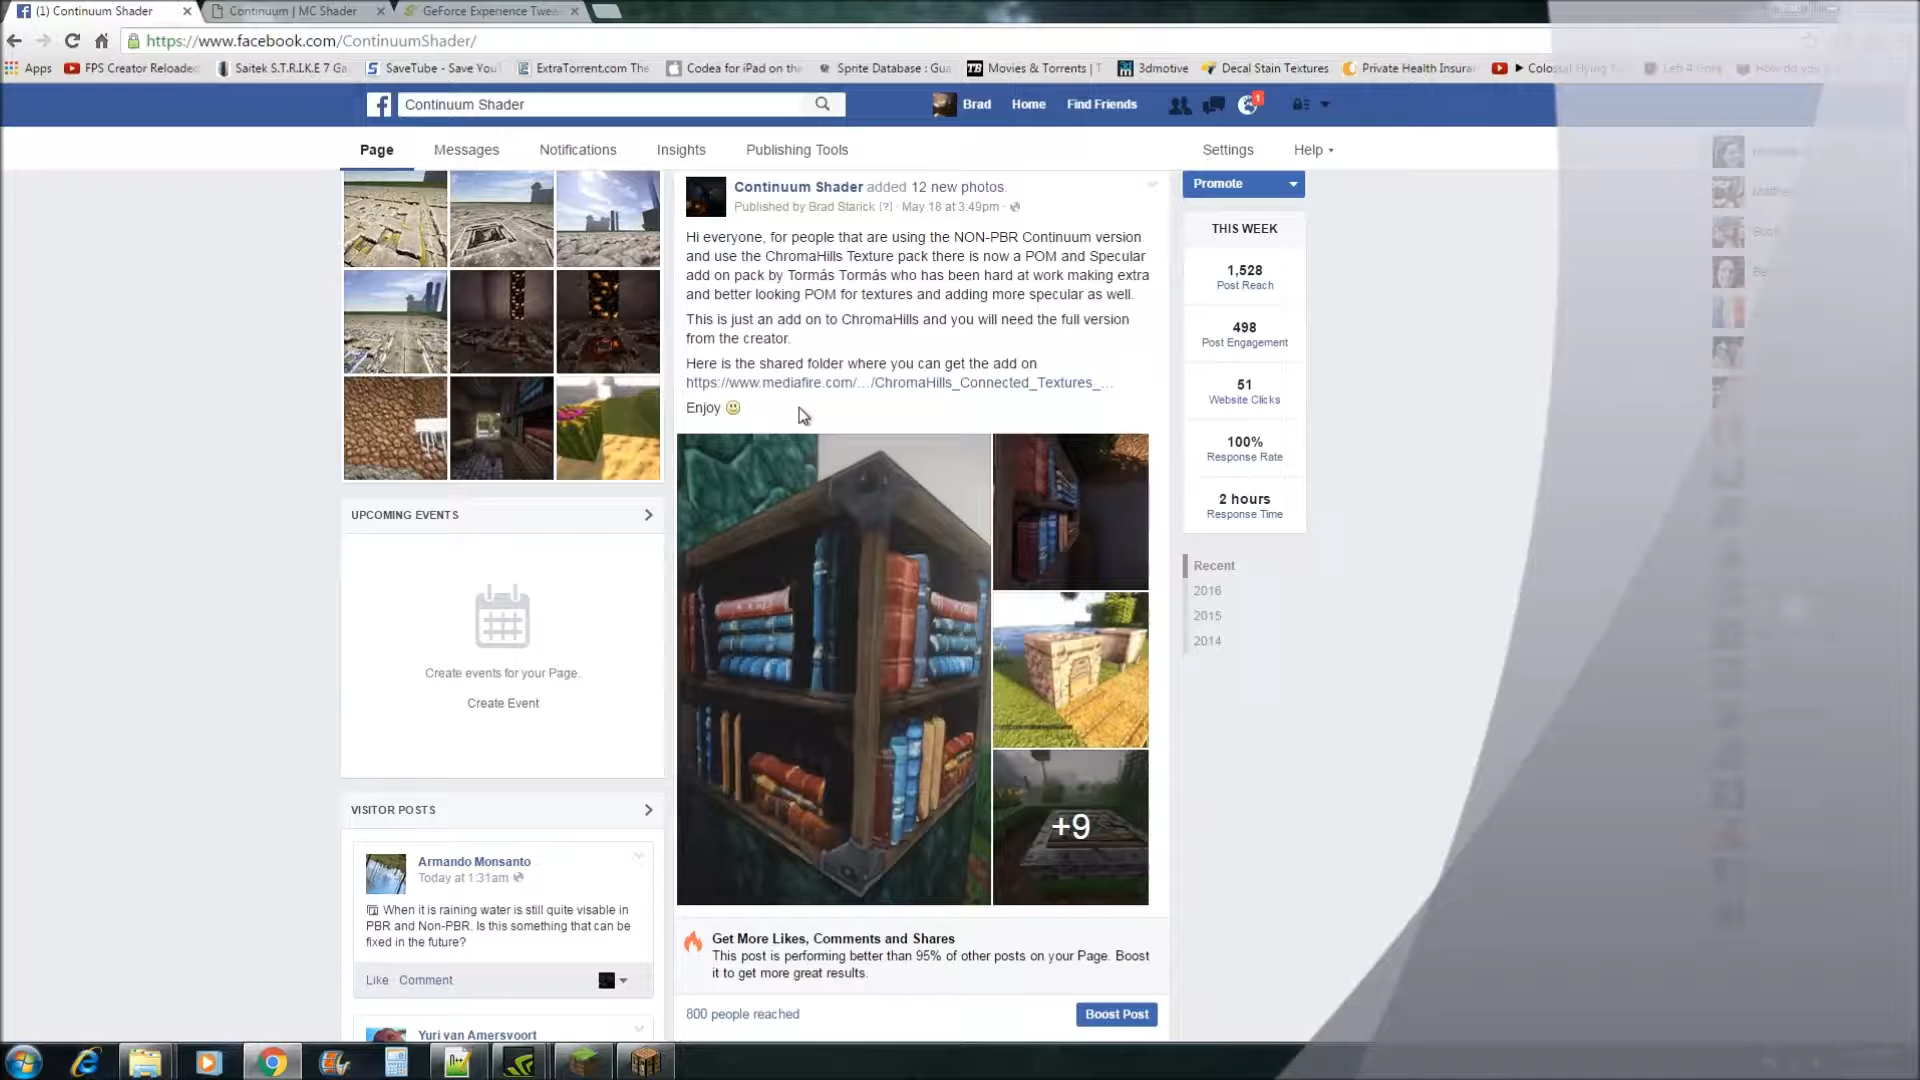 (1) Continuum Shader
Continuum | MC Shader
GeForce Experience Twe
https://www.facebook.com/ContinuumShader/
Apps
FPS Creator Reloade
Saitek S.T.R.I.K.E 7 Ga
SaveTube - Save You
ExtraTorrent.com The
Codea for iPad on the
Sprite Database : Gua
Movies & Torrents | T
3dmotive
Decal Stain Textures
Private Health Insura
► Colossal Flying
Left 4 Gore
How do you
Continuum Shader
Brad
Home
Find Friends
1
Page
Messages
Notifications
Insights
Publishing Tools
Settings
Help
Continuum Shader added 12 new photos.
Published by Brad Starick [?] · May 18 at 3:49pm ·
Hi everyone, for people that are using the NON-PBR Continuum version
and use the ChromaHills Texture pack there is now a POM and Specular
add on pack by Tormás Tormás who has been hard at work making extra
and better looking POM for textures and adding more specular as well.
This is just an add on to ChromaHills and you will need the full version
from the creator.
Here is the shared folder where you can get the add on
https://www.mediafire.com/…/ChromaHills_Connected_Textures_…
Enjoy
+9
Get More Likes, Comments and Shares
This post is performing better than 95% of other posts on your Page. Boost
it to get more great results.
800 people reached
Boost Post
UPCOMING EVENTS
Create events for your Page.
Create Event
VISITOR POSTS
Armando Monsanto
Today at 1:31am
When it is raining water is still quite visable in
PBR and Non-PBR. Is this something that can be
fixed in the future?
Like · Comment
Yuri van Amersvoort
Promote
THIS WEEK
1,528
Post Reach
498
Post Engagement
51
Website Clicks
100%
Response Rate
2 hours
Response Time
Recent
2016
2015
2014